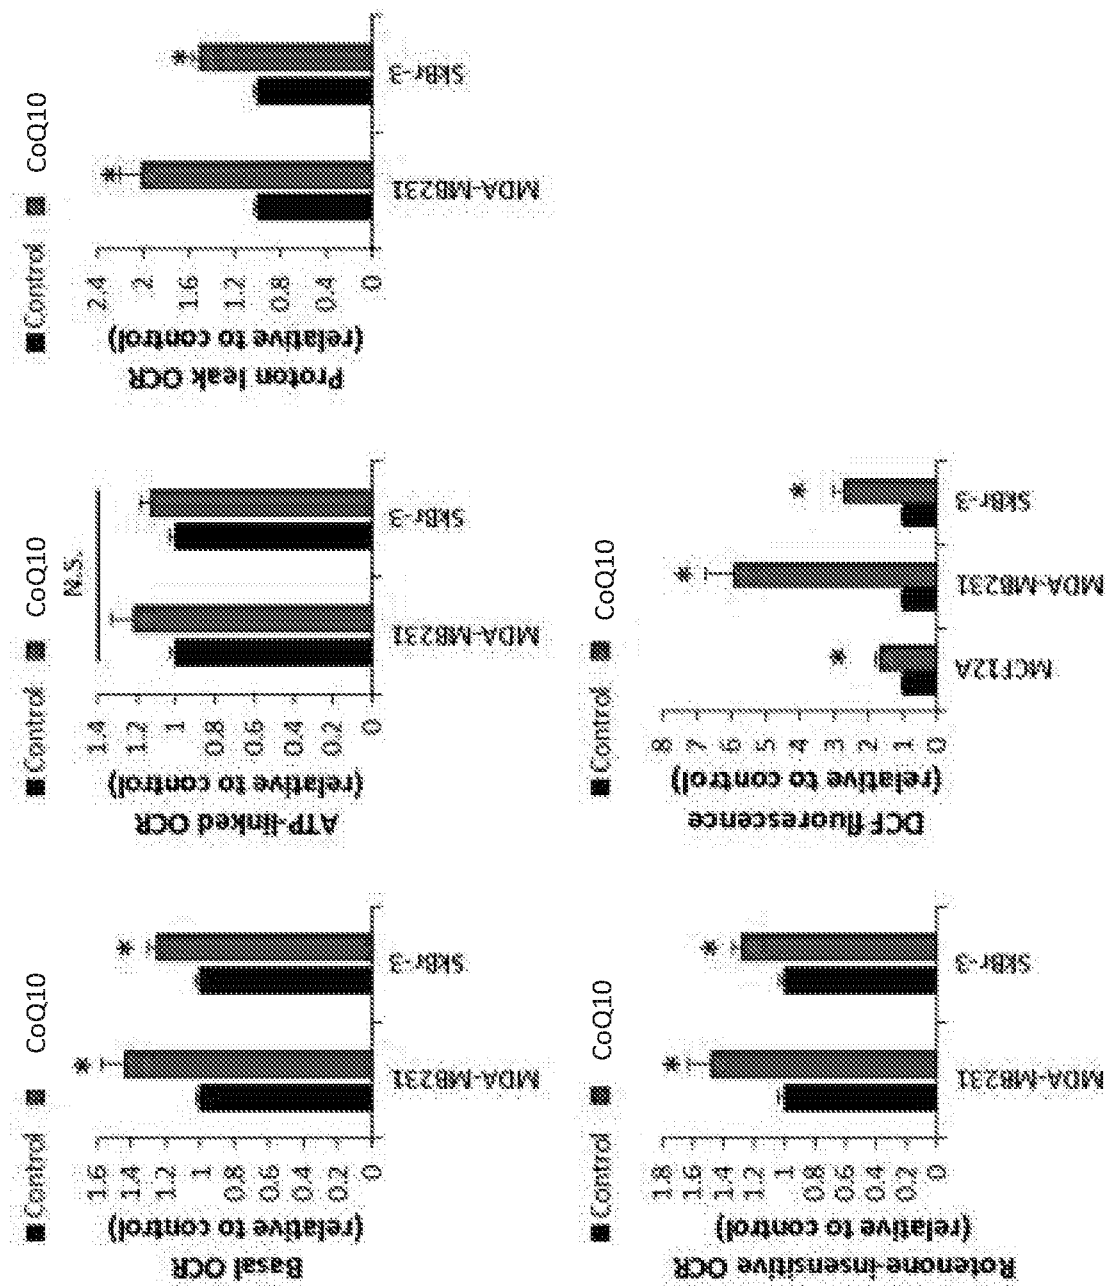 ■ Control ■ CoQ10
Basal OCR
(relative to control)
1.6
1.4
1.2
1
0.8
0.6
0.4
0.2
0
*
*
MDA-MB231
SkBr-3
■ Control ■ CoQ10
ATP-linked OCR
(relative to control)
1.4
1.2
1
0.8
0.6
0.4
0.2
0
N.S.
MDA-MB231
SkBr-3
■ Control ■ CoQ10
Proton leak OCR
(relative to control)
2.4
2
1.6
1.2
0.8
0.4
0
*
*
MDA-MB231
SkBr-3
■ Control ■ CoQ10
Rotenone-insensitive OCR
(relative to control)
1.8
1.6
1.4
1.2
1
0.8
0.6
0.4
0.2
0
*
*
MDA-MB231
SkBr-3
■ Control ■ CoQ10
DCF fluorescence
(relative to control)
8
7
6
5
4
3
2
1
0
*
*
*
MCF12A
MDA-MB231
SkBr-3